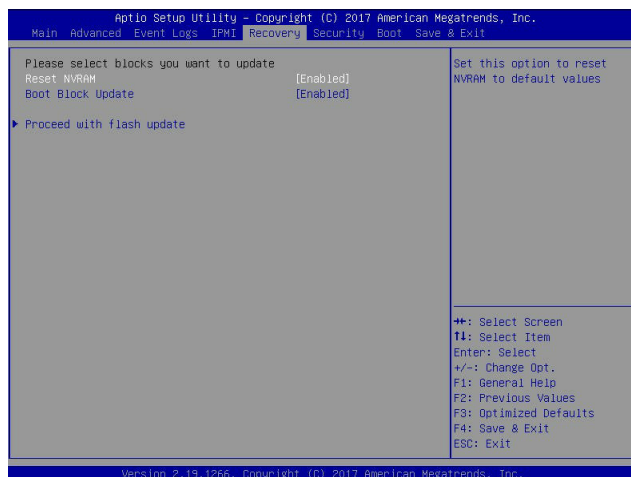 Aptio Setup Utility – Copyright (C) 2017 American Megatrends, Inc.
Main Advanced Event Logs IPMI Recovery Security Boot Save & Exit
Please select blocks you want to update
Reset NVRAM [Enabled]
Boot Block Update [Enabled]
▶ Proceed with flash update
Set this option to reset
NVRAM to default values
→←: Select Screen
↑↓: Select Item
Enter: Select
+/-: Change Opt.
F1: General Help
F2: Previous Values
F3: Optimized Defaults
F4: Save & Exit
ESC: Exit
Version 2.19.1266. Copyright (C) 2017 American Megatrends, Inc.